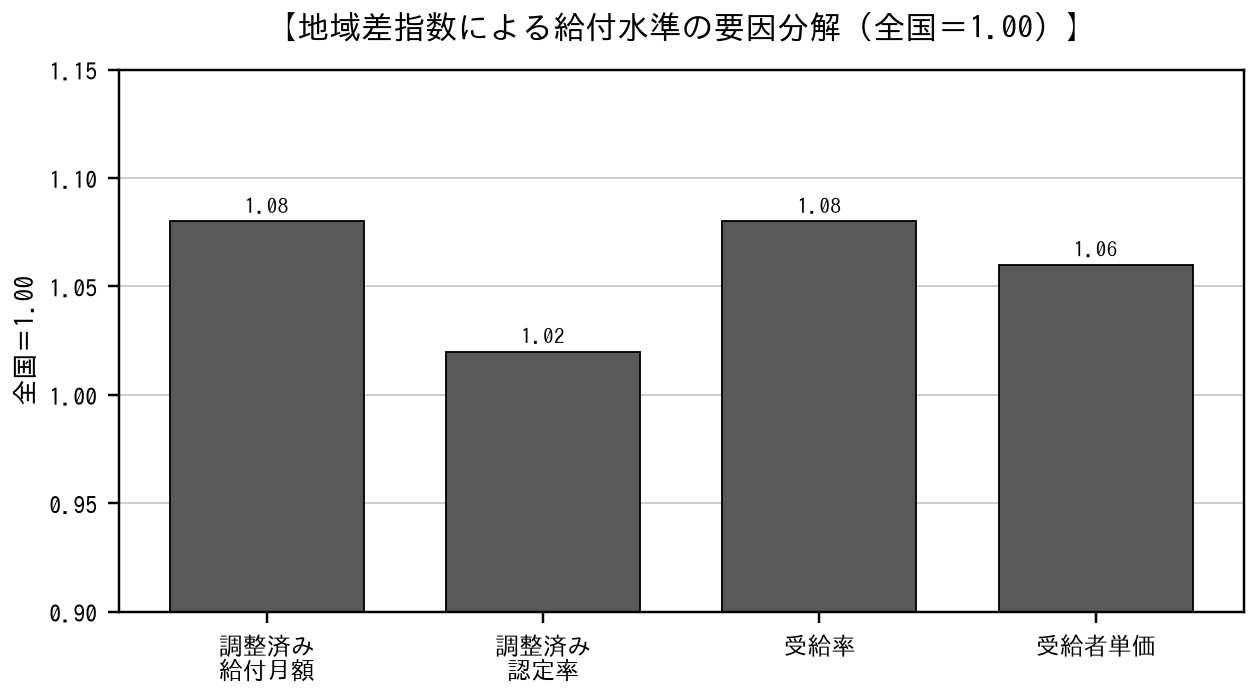 【地域差指数による給付水準の要因分解（全国＝1.00）】
全国＝1.00
1.15
1.10
1.05
1.00
0.95
0.90
1.08
1.02
1.08
1.06
調整済み
給付月額
調整済み
認定率
受給率
受給者単価